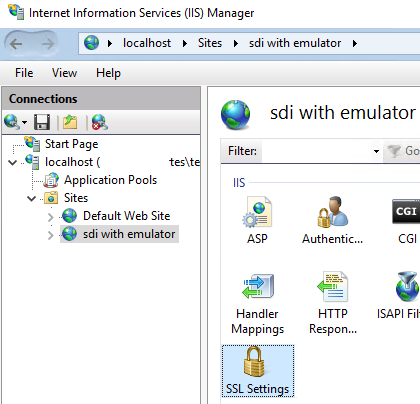 Internet Information Services (IIS) Manager
localhost Sites sdi with emulator
File View Help
Connections
Start Page
localhost ( tes\te
Application Pools
Sites
Default Web Site
sdi with emulator
sdi with emulator
Filter: Go
IIS
ASP
Authentic...
CGI
CGI
Handler
Mappings
HTTP
Respon...
ISAPI Filt
SSL Settings